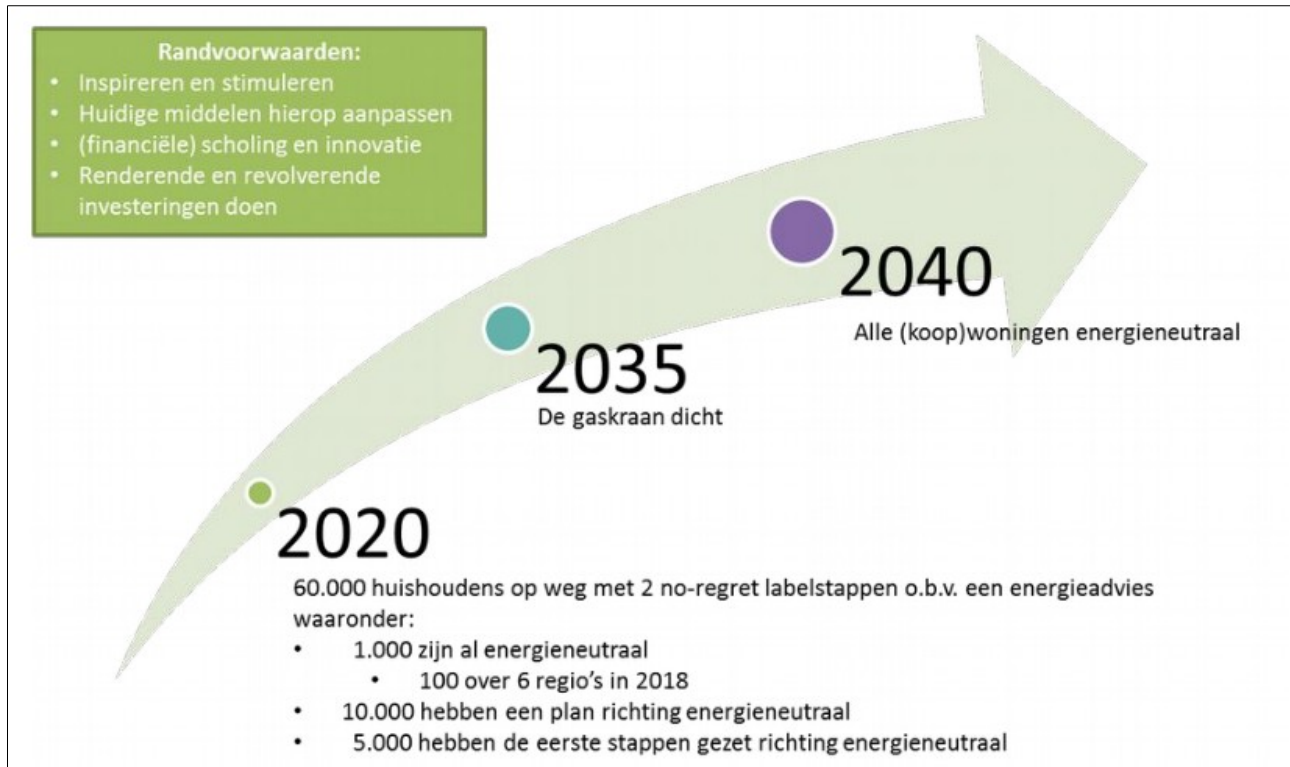 Randvoorwaarden:
• Inspireren en stimuleren
• Huidige middelen hierop aanpassen
• (financiële) scholing en innovatie
• Renderende en revolverende
investeringen doen
2040
Alle (koop)woningen energieneutraal
2035
De gaskraan dicht
2020
60.000 huishoudens op weg met 2 no-regret labelstappen o.b.v. een energieadvies
waaronder:
• 1.000 zijn al energieneutraal
• 100 over 6 regio's in 2018
• 10.000 hebben een plan richting energieneutraal
• 5.000 hebben de eerste stappen gezet richting energieneutraal